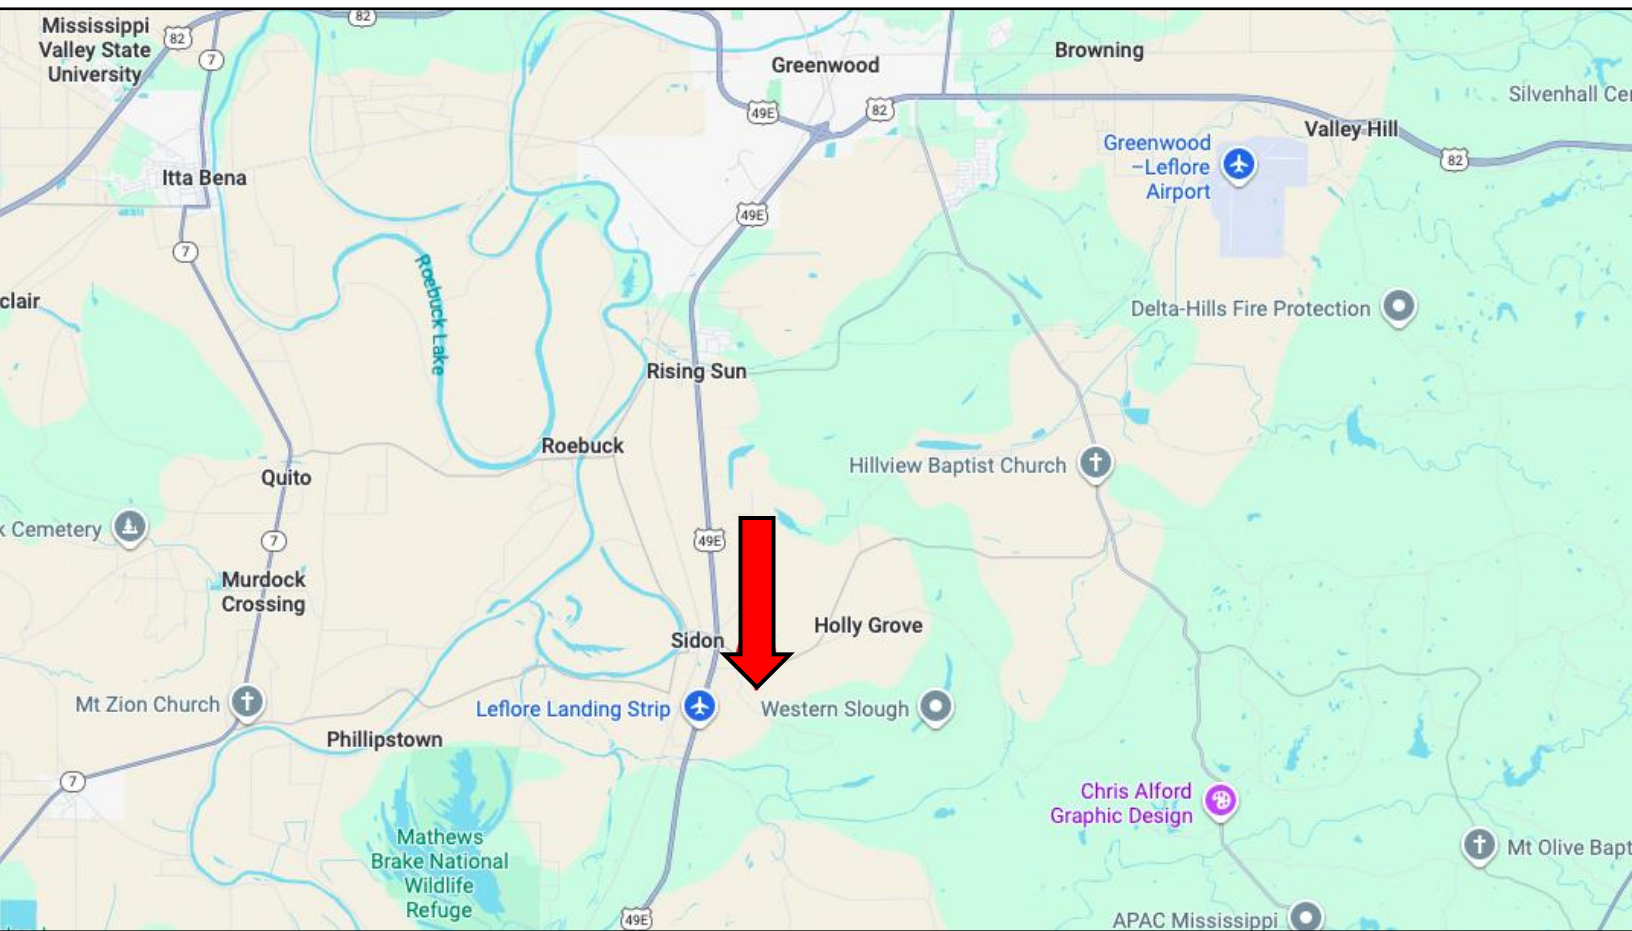 82
Mississippi
Valley State
University
82
7
Greenwood
Browning
49E
82
Silvenhall Cer
Valley Hill
Greenwood
–Leflore
Airport
82
Itta Bena
49E
7
Roebuck Lake
clair
Delta-Hills Fire Protection
Rising Sun
Roebuck
Hillview Baptist Church
Quito
k Cemetery
7
49E
Murdock
Crossing
Holly Grove
Sidon
Mt Zion Church
Leflore Landing Strip
Western Slough
Phillipstown
7
Chris Alford
Graphic Design
Mathews
Brake National
Wildlife
Refuge
Mt Olive Bapt
49E
APAC Mississippi